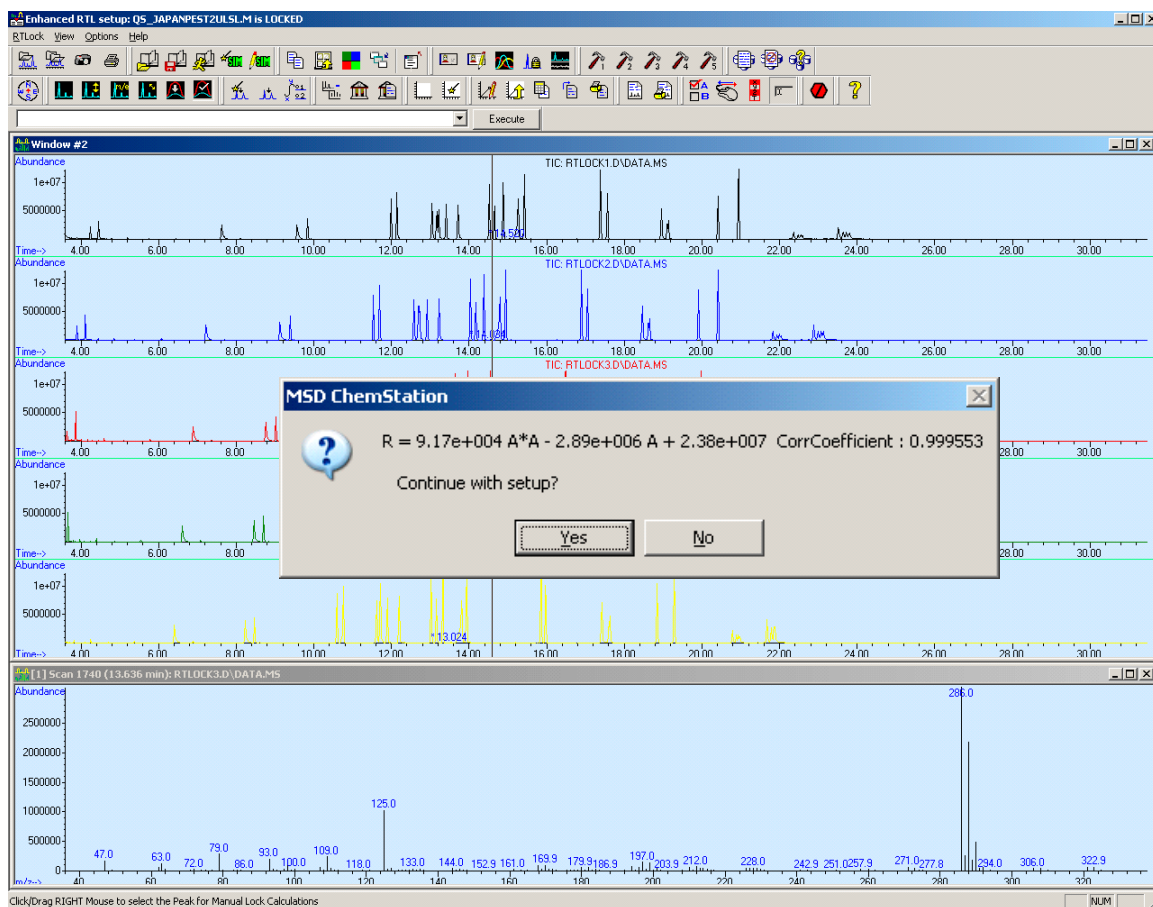 Enhanced RTL setup: QS_JAPANPEST2ULSL.M is LOCKED
RTLock View Options Help
Execute
Window #2
Abundance
TIC: RTLOCK1.D\DATA.MS
1e+07
5000000
Time--> 4.00 6.00 8.00 10.00 12.00 14.00 16.00 18.00 20.00 22.00 24.00 26.00 28.00 30.00
Abundance
TIC: RTLOCK2.D\DATA.MS
1e+07
5000000
Time--> 4.00 6.00 8.00 10.00 12.00 14.00 16.00 18.00 20.00 22.00 24.00 26.00 28.00 30.00
Abundance
TIC: RTLOCK3.D\DATA.MS
1e+07
5000000
Time--> 4.00 6.00 8.00 28.00 30.00
MSD ChemStation
R = 9.17e+004 A*A - 2.89e+006 A + 2.38e+007 CorrCoefficient : 0.999553
Continue with setup?
Yes No
Abundance
1e+07
5000000
Time--> 4.00 6.00 8.00 28.00 30.00
Abundance
1e+07
5000000
* 13.024
Time--> 4.00 6.00 8.00 10.00 12.00 14.00 16.00 18.00 20.00 22.00 24.00 26.00 28.00 30.00
[1] Scan 1740 (13.636 min): RTLOCK3.D\DATA.MS
Abundance
286.0
2500000
2000000
1500000
1000000
125.0
500000
47.0 63.0 72.0 79.0 86.0 93.0 100.0 109.0 118.0 133.0 144.0 152.9 161.0 169.9 179.9 186.9 197.0 203.9 212.0 228.0 242.9 251.0 257.9 271.0 277.8 294.0 306.0 322.9
0
m/z--> 40 60 80 100 120 140 160 180 200 220 240 260 280 300 320
Click/Drag RIGHT Mouse to select the Peak for Manual Lock Calculations
NUM